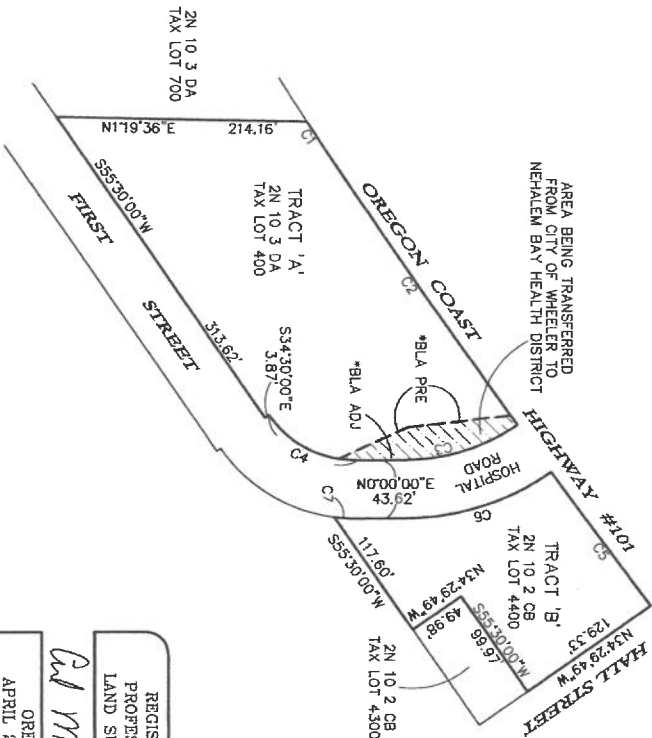 2N 10 3 DA
TAX LOT 700
N1°19'36"E 214.16'
C1
OREGON COAST
C2
HIGHWAY #101
AREA BEING TRANSFERRED
FROM CITY OF WHEELER TO
NEHALEM BAY HEALTH DISTRICT
TRACT 'A'
2N 10 3 DA
TAX LOT 400
S55°30'00"W 313.62'
FIRST STREET
S34°30'00"E
3.87'
*BLA PRE
*BLA ADJ
C3
C4
HOSPITAL
ROAD
N0°00'00"E
43.62'
C7
C6
C5
TRACT 'B'
2N 10 2 CB
TAX LOT 4400
117.60'
S55°30'00"W
N34°29'49"W
49.98'
S55°30'00"W
99.97'
N34°29'49"W
129.33'
HALL STREET
2N 10 2 CB
TAX LOT 4300
REGIS
PROFES
LAND S
ORE
APRIL